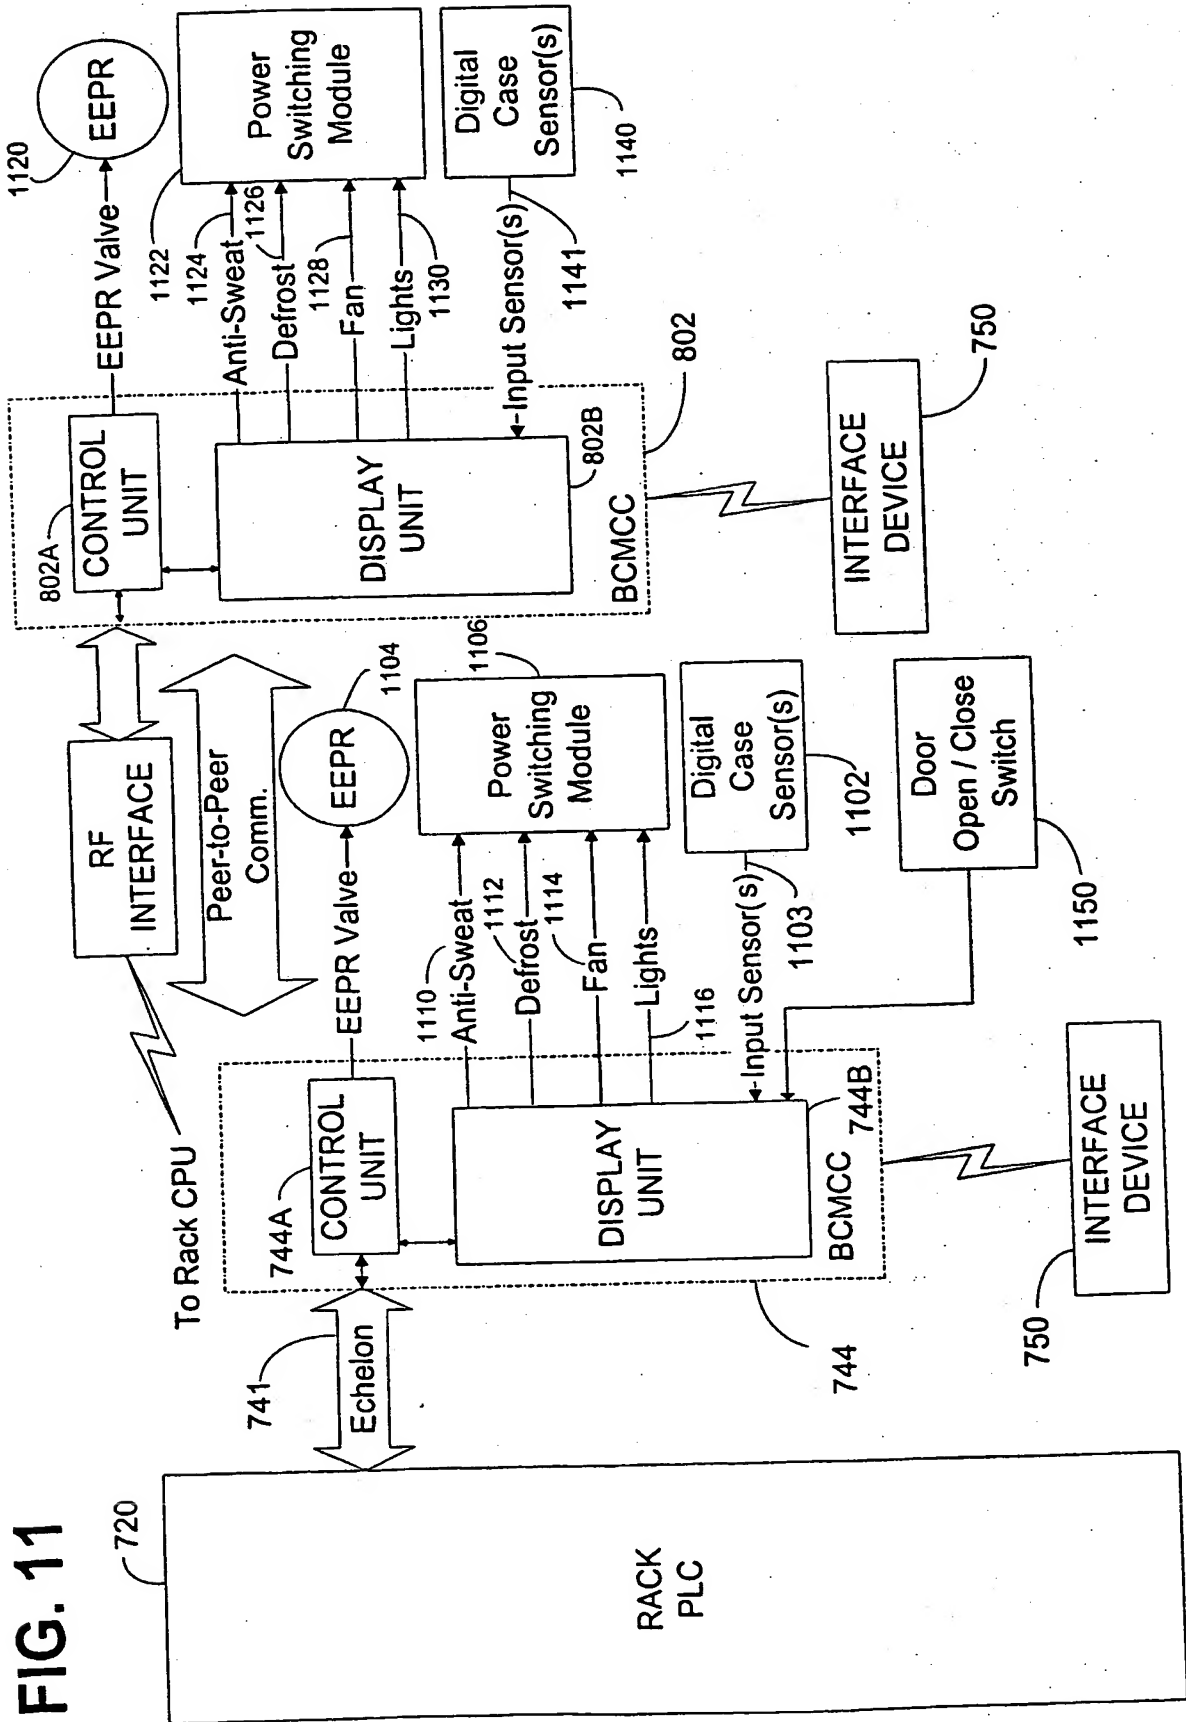 FIG. 11
720
RACK
PLC
741
Echelon
To Rack CPU
RF
INTERFACE
Peer-to-Peer
Comm.
744A
CONTROL
UNIT
EEPR Valve
EEPR
1104
DISPLAY
UNIT
744B
BCMCC
744
1110
Anti-Sweat
1112
Defrost
1114
Fan
Lights
1116
Power
Switching
Module
1106
Input Sensor(s)
1103
Digital
Case
Sensor(s)
1102
Door
Open / Close
Switch
1150
INTERFACE
DEVICE
750
802A
CONTROL
UNIT
EEPR Valve
EEPR
1120
DISPLAY
UNIT
802B
BCMCC
802
1122
1124
Anti-Sweat
1126
Defrost
1128
Fan
Lights
1130
Power
Switching
Module
Input Sensor(s)
1141
Digital
Case
Sensor(s)
1140
INTERFACE
DEVICE
750